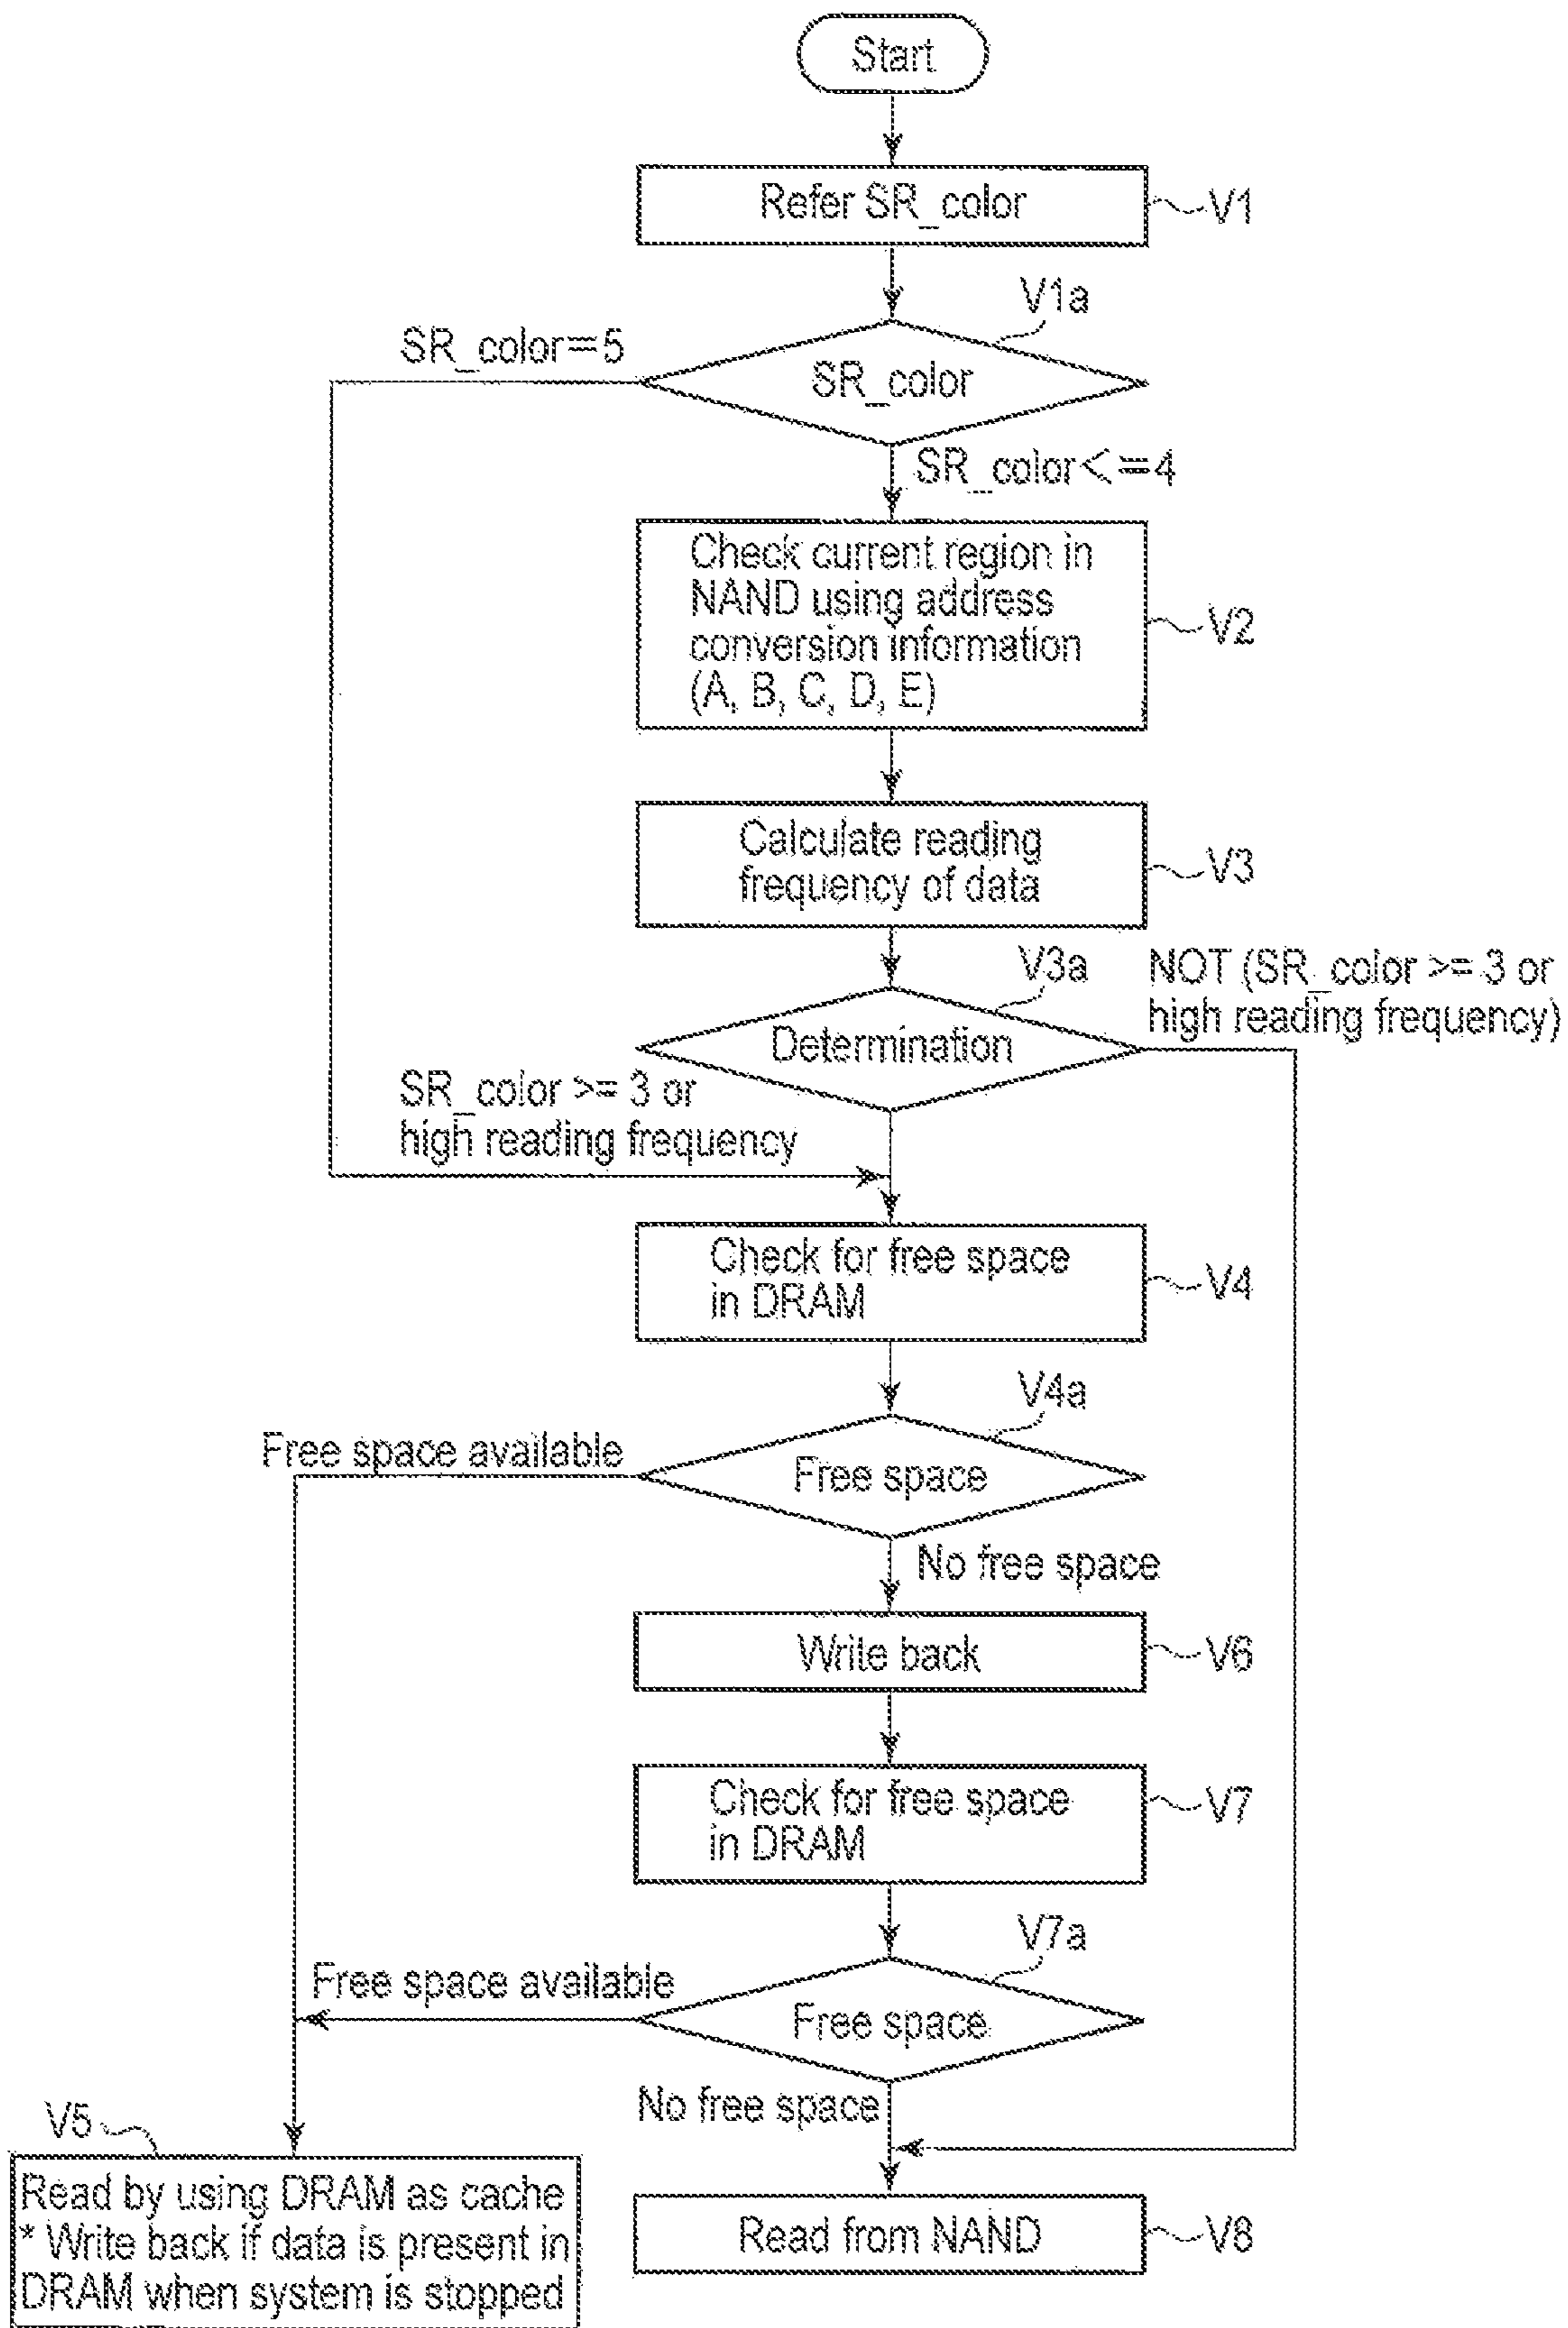 Start
Refer SR_color
V1
V1a
SR_color=5
SR_color
SR_color<=4
Check current region in
NAND using address
conversion information
(A, B, C, D, E)
V2
Calculate reading
frequency of data
V3
V3a
NOT (SR_color >= 3 or
high reading frequency)
Determination
SR_color >= 3 or
high reading frequency
Check for free space
in DRAM
V4
V4a
Free space available
Free space
No free space
Write back
V6
Check for free space
in DRAM
V7
V7a
Free space available
Free space
No free space
V5
Read by using DRAM as cache
* Write back if data is present in
DRAM when system is stopped
Read from NAND
V8